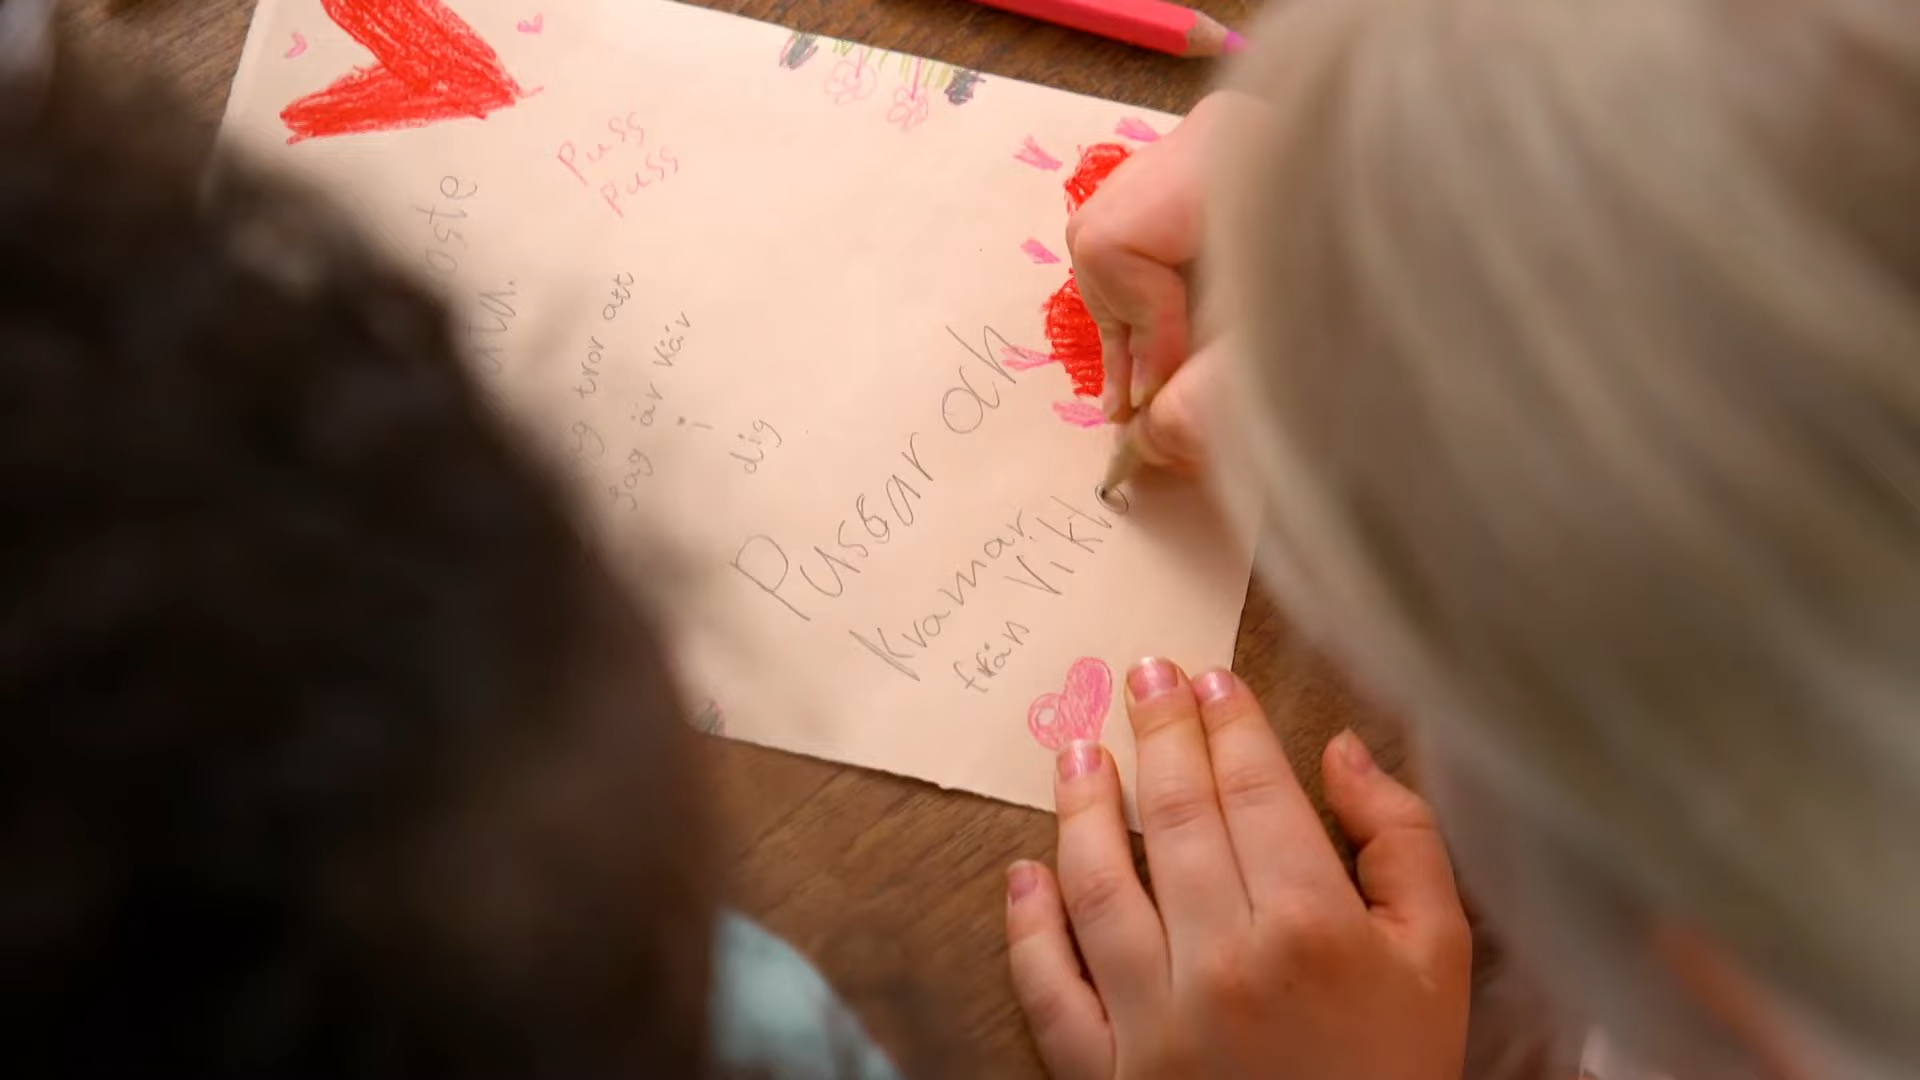 Puss
puss
tror att
Jag är kär
i
dig
Pussar och
kramar
från Vikto